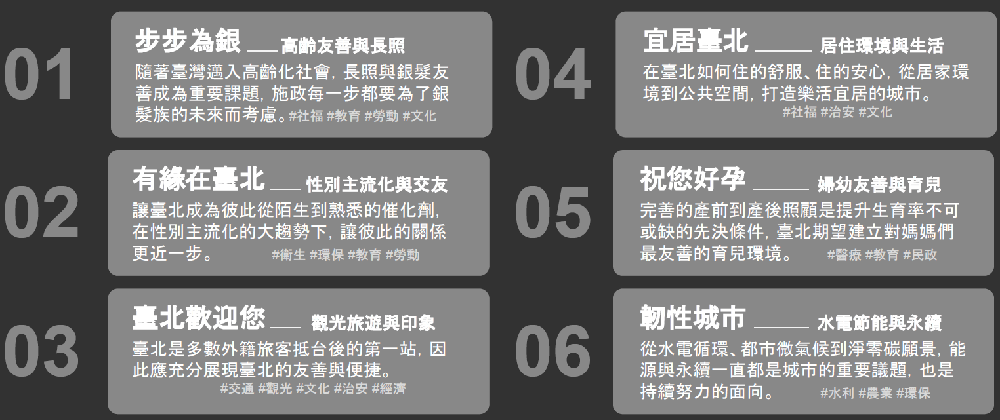 01
步步為銀 高齡友善與長照
隨著臺灣邁入高齡化社會，長照與銀髮友
善成為重要課題，施政每一步都要為了銀
髮族的未來而考慮。#社福 #教育 #勞動 #文化
02
有緣在臺北 性別主流化與交友
讓臺北成為彼此從陌生到熟悉的催化劑，
在性別主流化的大趨勢下，讓彼此的關係
更近一步。 #衛生 #環保 #教育 #勞動
03
臺北歡迎您 觀光旅遊與印象
臺北是多數外籍旅客抵台後的第一站，因
此應充分展現臺北的友善與便捷。
#交通 #觀光 #文化 #治安 #經濟
04
宜居臺北 居住環境與生活
在臺北如何住的舒服、住的安心，從居家環
境到公共空間，打造樂活宜居的城市。
#社福 #治安 #文化
05
祝您好孕 婦幼友善與育兒
完善的產前到產後照顧是提升生育率不可
或缺的先決條件，臺北期望建立對媽媽們
最友善的育兒環境。 #醫療 #教育 #民政
06
韌性城市 水電節能與永續
從水電循環、都市微氣候到淨零碳願景，能
源與永續一直都是城市的重要議題，也是
持續努力的面向。 #水利 #農業 #環保